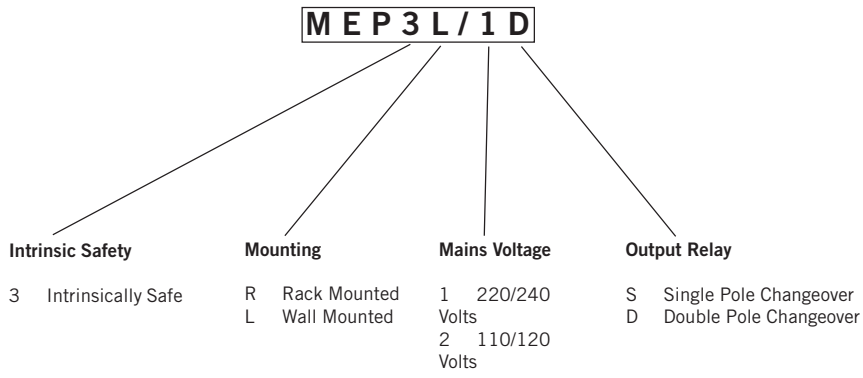 MEP3L/1D
Intrinsic Safety
3 Intrinsically Safe
Mounting
R Rack Mounted
L Wall Mounted
Mains Voltage
1 220/240
Volts
2 110/120
Volts
Output Relay
S Single Pole Changeover
D Double Pole Changeover